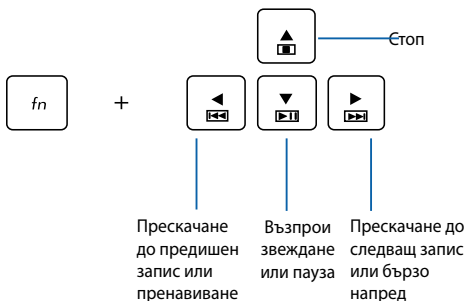 Стоп
fn +
Прескачане
до предишен
запис или
пренавиване
Възпрои
звеждане
или пауза
Прескачане до
следващ запис
или бързо
напред